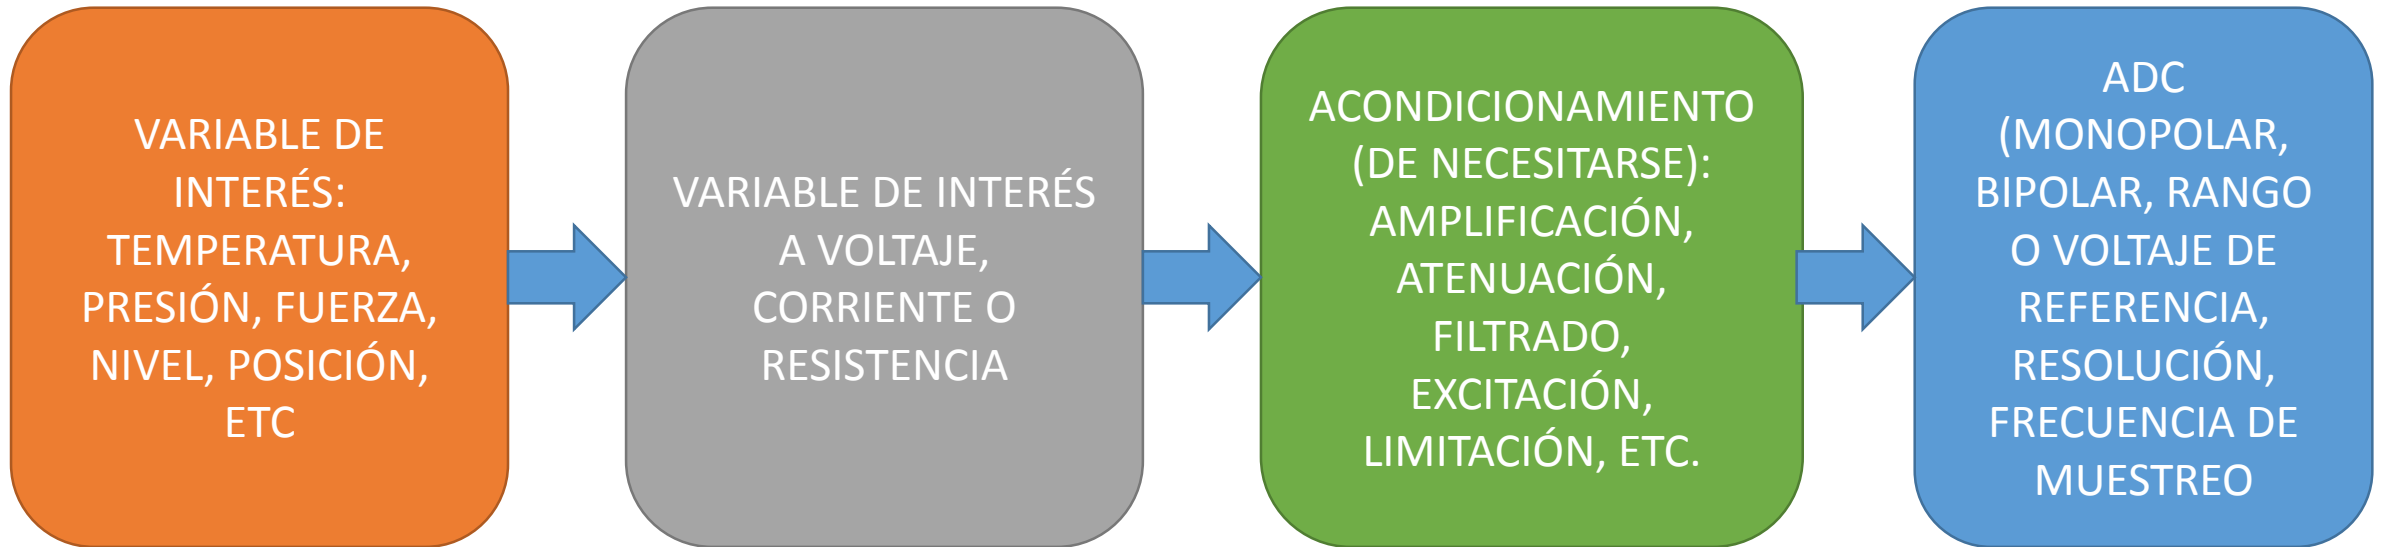 VARIABLE DE
INTERÉS:
TEMPERATURA,
PRESIÓN, FUERZA,
NIVEL, POSICIÓN,
ETC
VARIABLE DE INTERÉS
A VOLTAJE,
CORRIENTE O
RESISTENCIA
ACONDICIONAMIENTO
(DE NECESITARSE):
AMPLIFICACIÓN,
ATENUACIÓN,
FILTRADO,
EXCITACIÓN,
LIMITACIÓN, ETC.
ADC
(MONOPOLAR,
BIPOLAR, RANGO
O VOLTAJE DE
REFERENCIA,
RESOLUCIÓN,
FRECUENCIA DE
MUESTREO